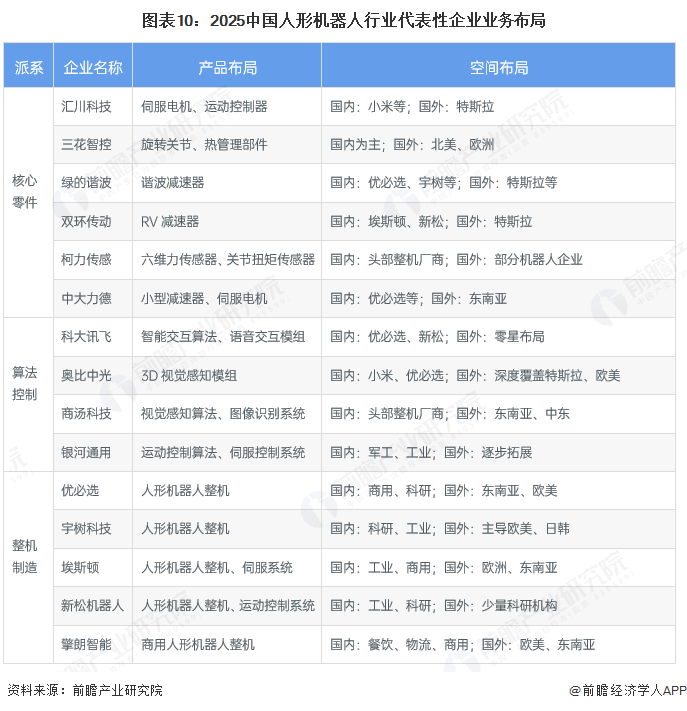 图表10：2025中国人形机器人行业代表性企业业务布局
派系 企业名称 产品布局 空间布局
核心零件
汇川科技 伺服电机、运动控制器 国内：小米等；国外：特斯拉
三花智控 旋转关节、热管理部件 国内为主；国外：北美、欧洲
绿的谐波 谐波减速器 国内：优必选、宇树等；国外：特斯拉等
双环传动 RV 减速器 国内：埃斯顿、新松；国外：特斯拉
柯力传感 六维力传感器、关节扭矩传感器 国内：头部整机厂商；国外：部分机器人企业
中大力德 小型减速器、伺服电机 国内：优必选等；国外：东南亚
算法控制
科大讯飞 智能交互算法、语音交互模组 国内：优必选、新松；国外：零星布局
奥比中光 3D 视觉感知模组 国内：小米、优必选；国外：深度覆盖特斯拉、欧美
商汤科技 视觉感知算法、图像识别系统 国内：头部整机厂商；国外：东南亚、中东
银河通用 运动控制算法、伺服控制系统 国内：军工、工业；国外：逐步拓展
整机制造
优必选 人形机器人整机 国内：商用、科研；国外：东南亚、欧美
宇树科技 人形机器人整机 国内：科研、工业；国外：主导欧美、日韩
埃斯顿 人形机器人整机、伺服系统 国内：工业、商用；国外：欧洲、东南亚
新松机器人 人形机器人整机、运动控制系统 国内：工业、科研；国外：少量科研机构
擎朗智能 商用人形机器人整机 国内：餐饮、物流、商用；国外：欧美、东南亚
资料来源：前瞻产业研究院 @前瞻经济学人APP